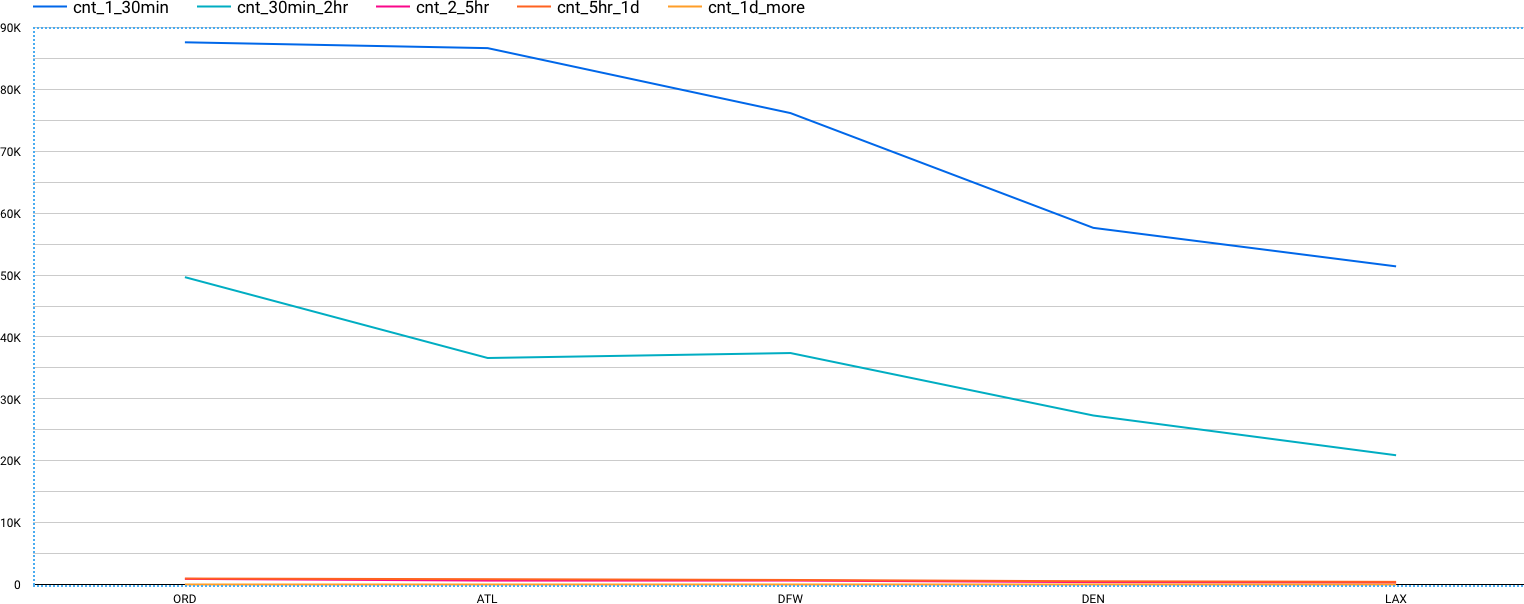 cnt_1_30min cnt_30min_2hr cnt_2_5hr cnt_5hr_1d cnt_1d_more
90K
80K
70K
60K
50K
40K
30K
20K
10K
0
ORD ATL DFW DEN LAX